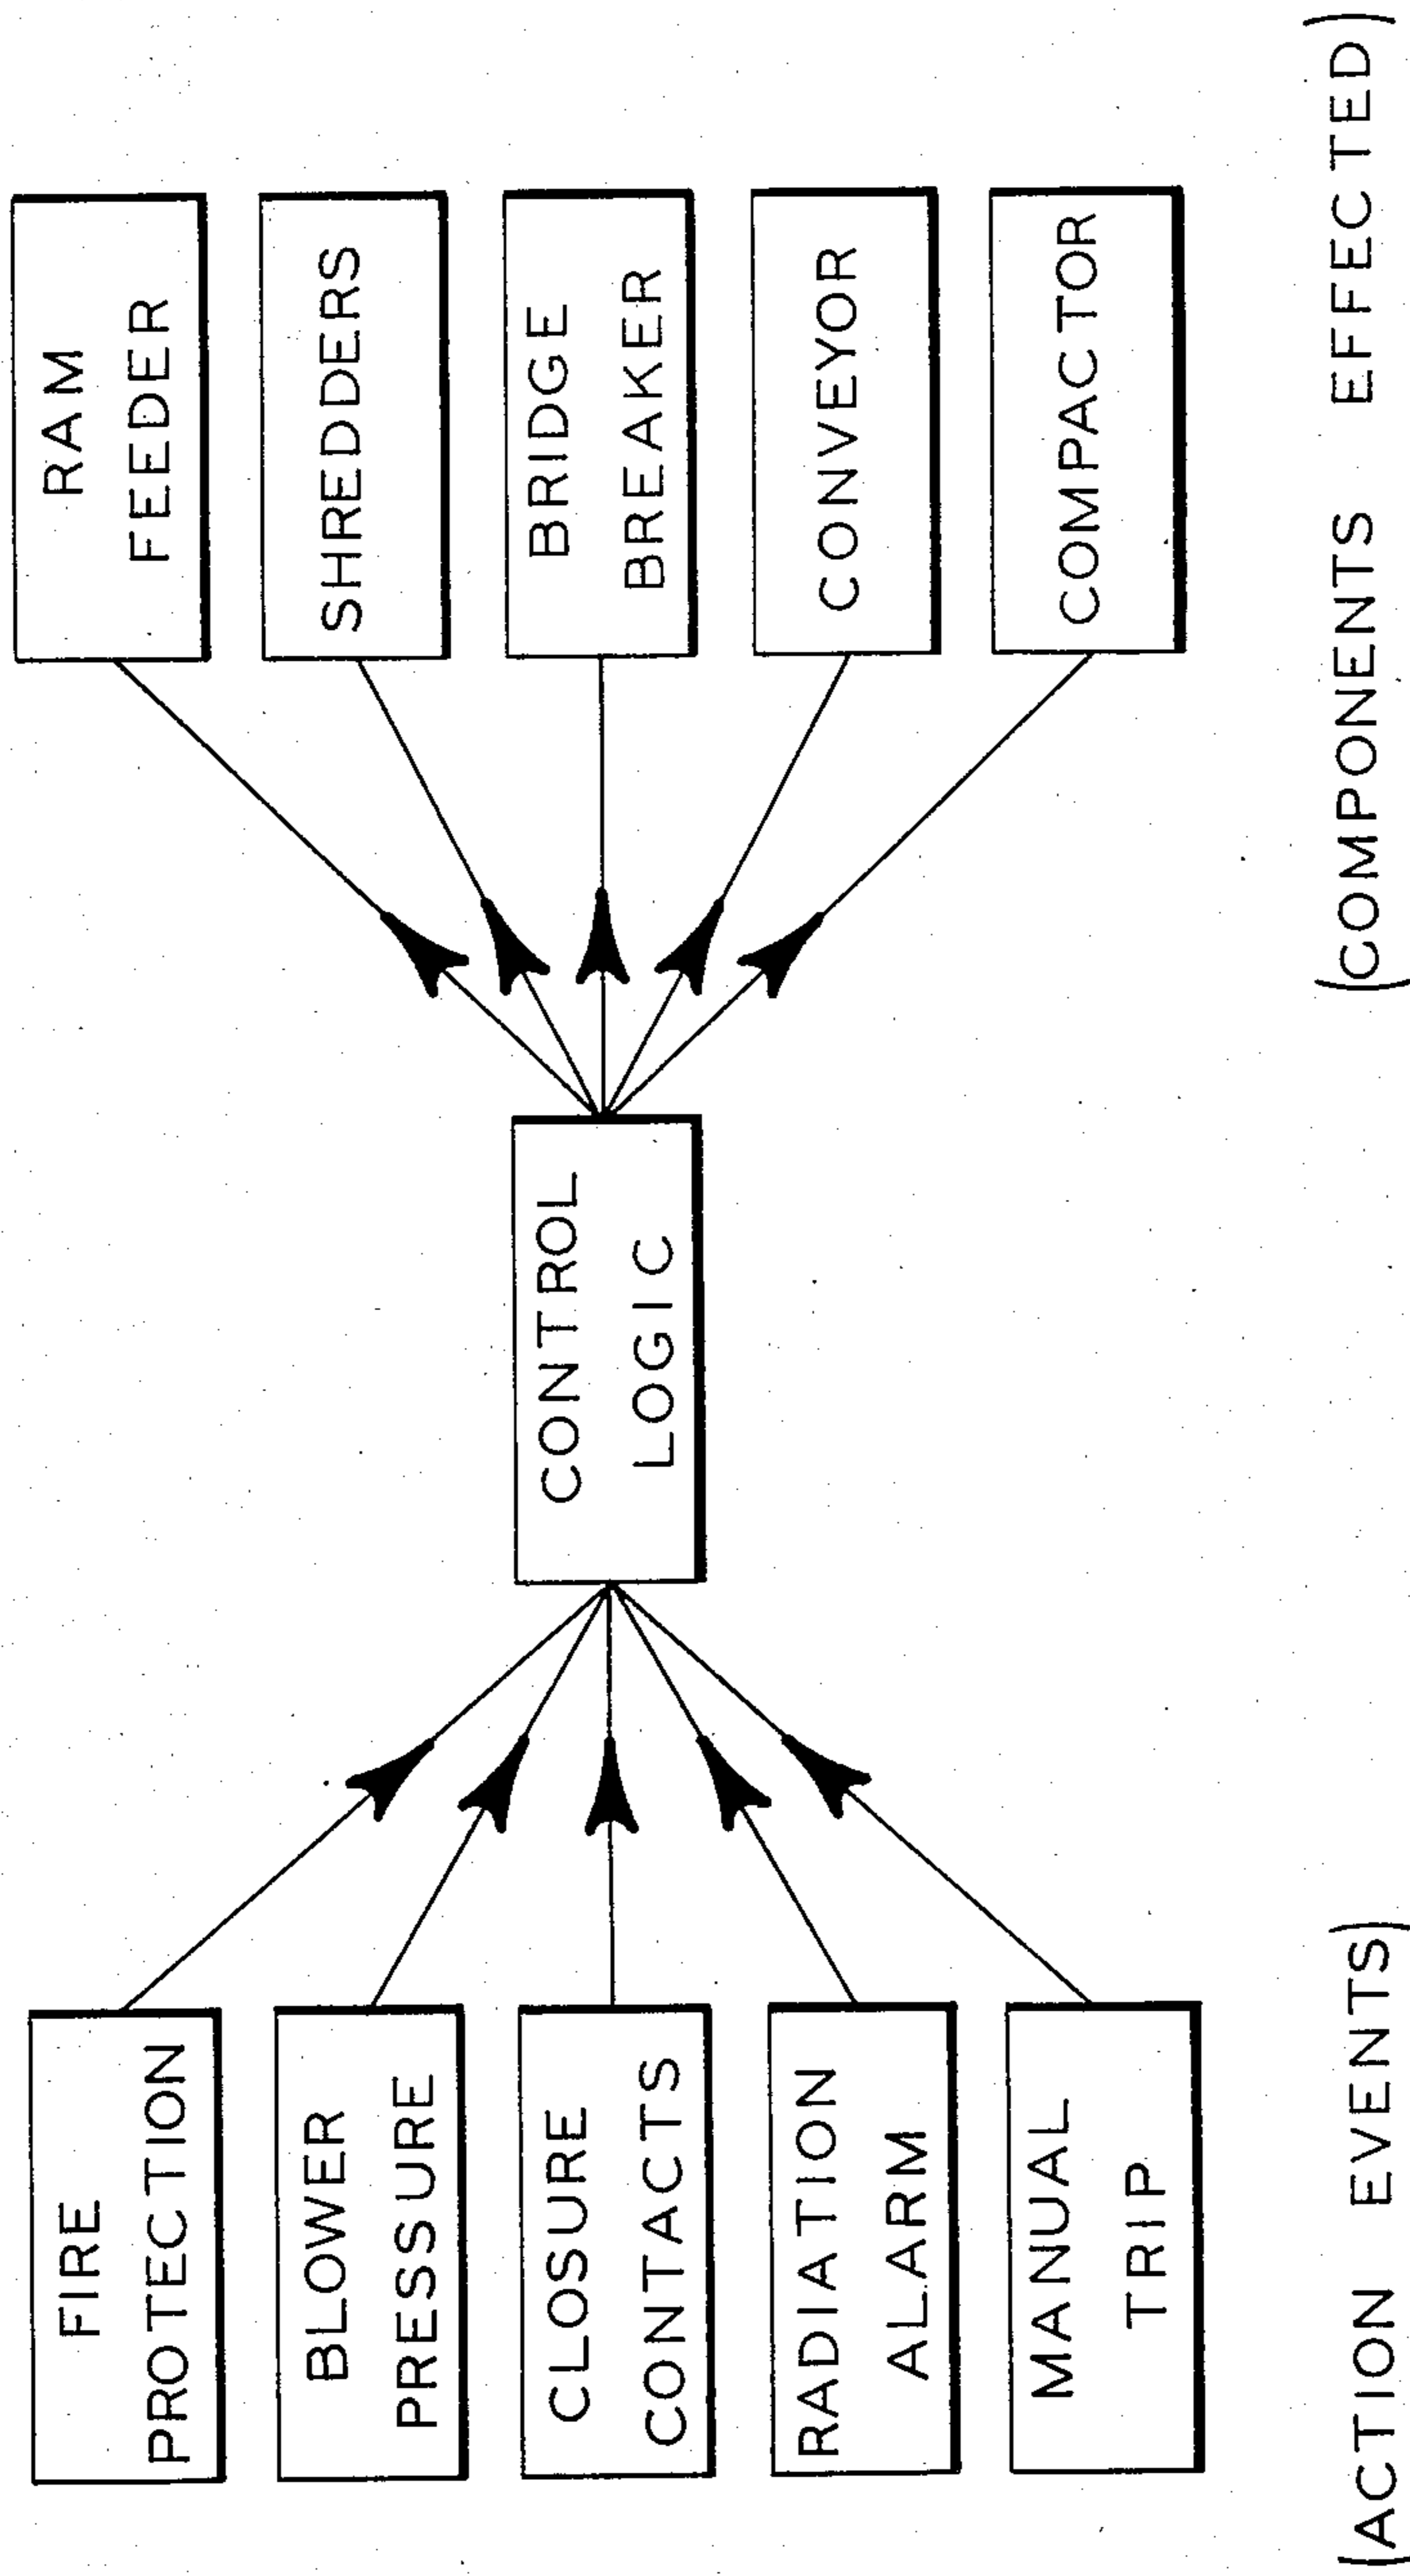 FIRE
PROTECTION
BLOWER
PRESSURE
CLOSURE
CONTACTS
RADIATION
ALARM
MANUAL
TRIP
(ACTION EVENTS)
CONTROL
LOGIC
RAM
FEEDER
SHREDDERS
BRIDGE
BREAKER
CONVEYOR
COMPACTOR
(COMPONENTS EFFECTED)